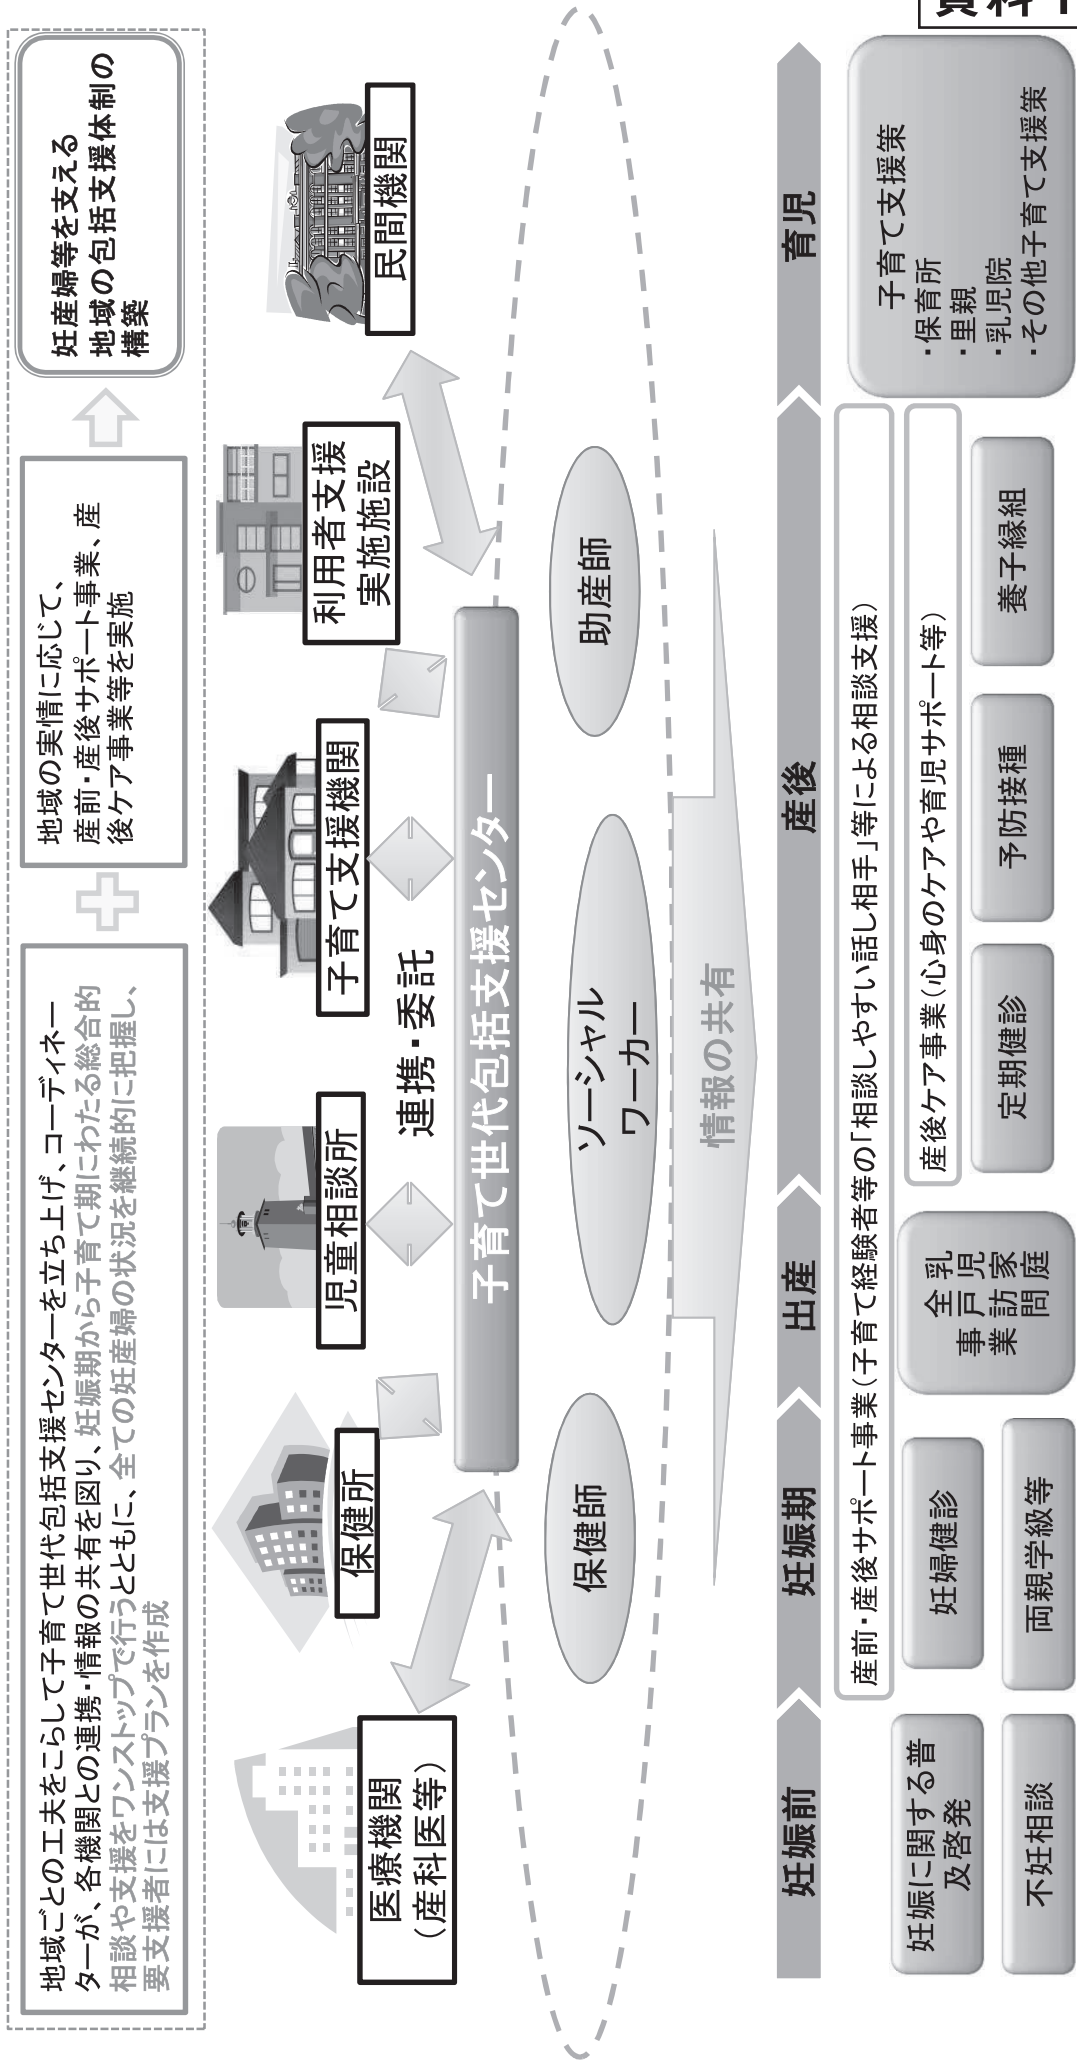 資料1
地域ごとの工夫をこらして子育て世代包括支援センターを立ち上げ、コーディネー
ターが、各機関との連携・情報の共有を図り、妊娠期から子育て期にわたる総合的
相談や支援をワンストップで行うとともに、全ての妊産婦の状況を継続的に把握し、
要支援者には支援プランを作成
地域の実情に応じて、
産前・産後サポート事業、産
後ケア事業等を実施
妊産婦等を支える
地域の包括支援体制の
構築
医療機関
（産科医等）
保健所
児童相談所
子育て支援機関
利用者支援
実施施設
民間機関
連携・委託
子育て世代包括支援センター
保健師
ソーシャル
ワーカー
助産師
情報の共有
妊娠前
妊娠期
出産
産後
育児
産前・産後サポート事業（子育て経験者等の「相談しやすい話し相手」等による相談支援）
産後ケア事業（心身のケアや育児サポート等）
妊娠に関する普
及啓発
不妊相談
妊婦健診
両親学級等
乳児家庭
全戸訪問
事業
定期健診
予防接種
養子縁組
子育て支援策
・保育所
・里親
・乳児院
・その他子育て支援策